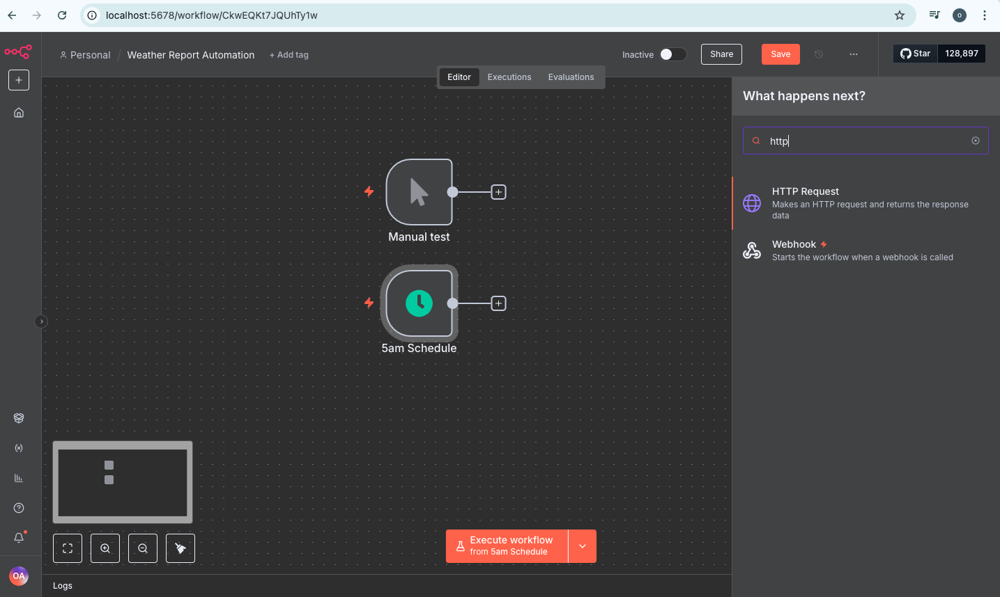 localhost:5678/workflow/CkwEQKt7JQUhTy1w
o
Personal / Weather Report Automation + Add tag
Inactive
Share
Save
Star 128,897
Editor Executions Evaluations
What happens next?
http
HTTP Request
Makes an HTTP request and returns the response
data
Webhook
Starts the workflow when a webhook is called
Manual test
5am Schedule
Execute workflow
from 5am Schedule
OA
Logs